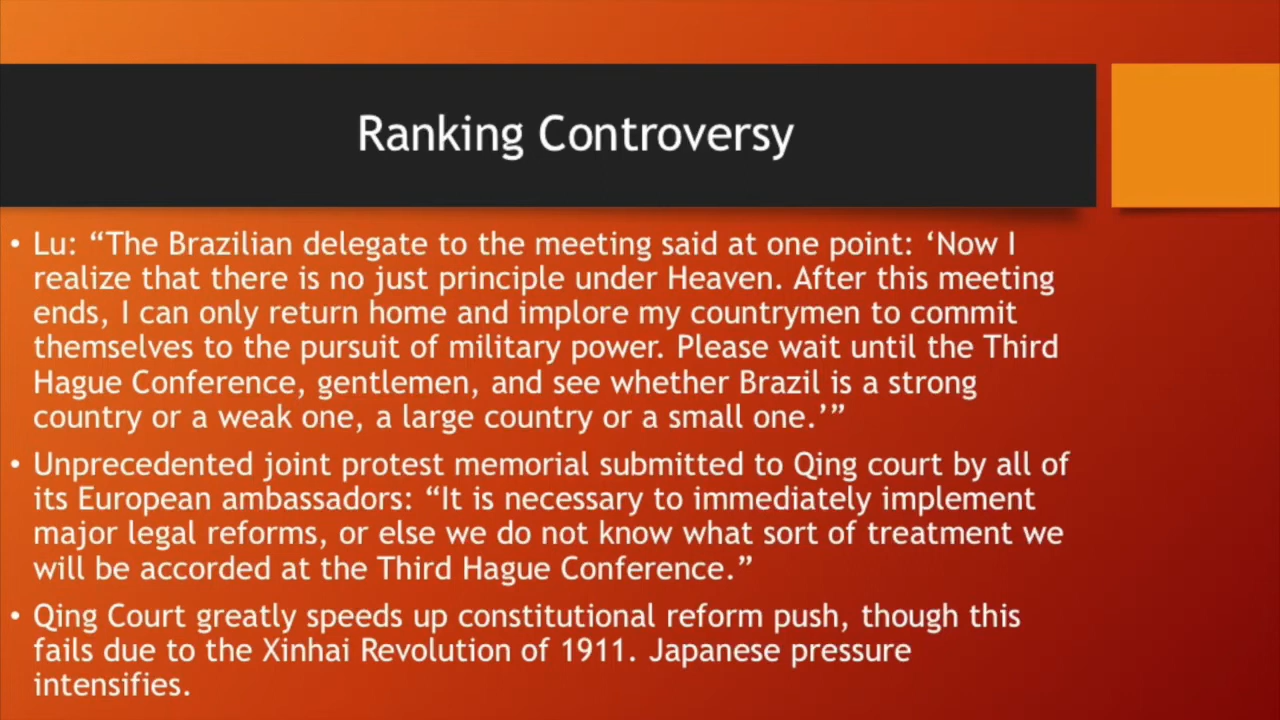 Ranking Controversy
• Lu: “The Brazilian delegate to the meeting said at one point: ‘Now I
realize that there is no just principle under Heaven. After this meeting
ends, I can only return home and implore my countrymen to commit
themselves to the pursuit of military power. Please wait until the Third
Hague Conference, gentlemen, and see whether Brazil is a strong
country or a weak one, a large country or a small one.’”
• Unprecedented joint protest memorial submitted to Qing court by all of
its European ambassadors: “It is necessary to immediately implement
major legal reforms, or else we do not know what sort of treatment we
will be accorded at the Third Hague Conference.”
• Qing Court greatly speeds up constitutional reform push, though this
fails due to the Xinhai Revolution of 1911. Japanese pressure
intensifies.